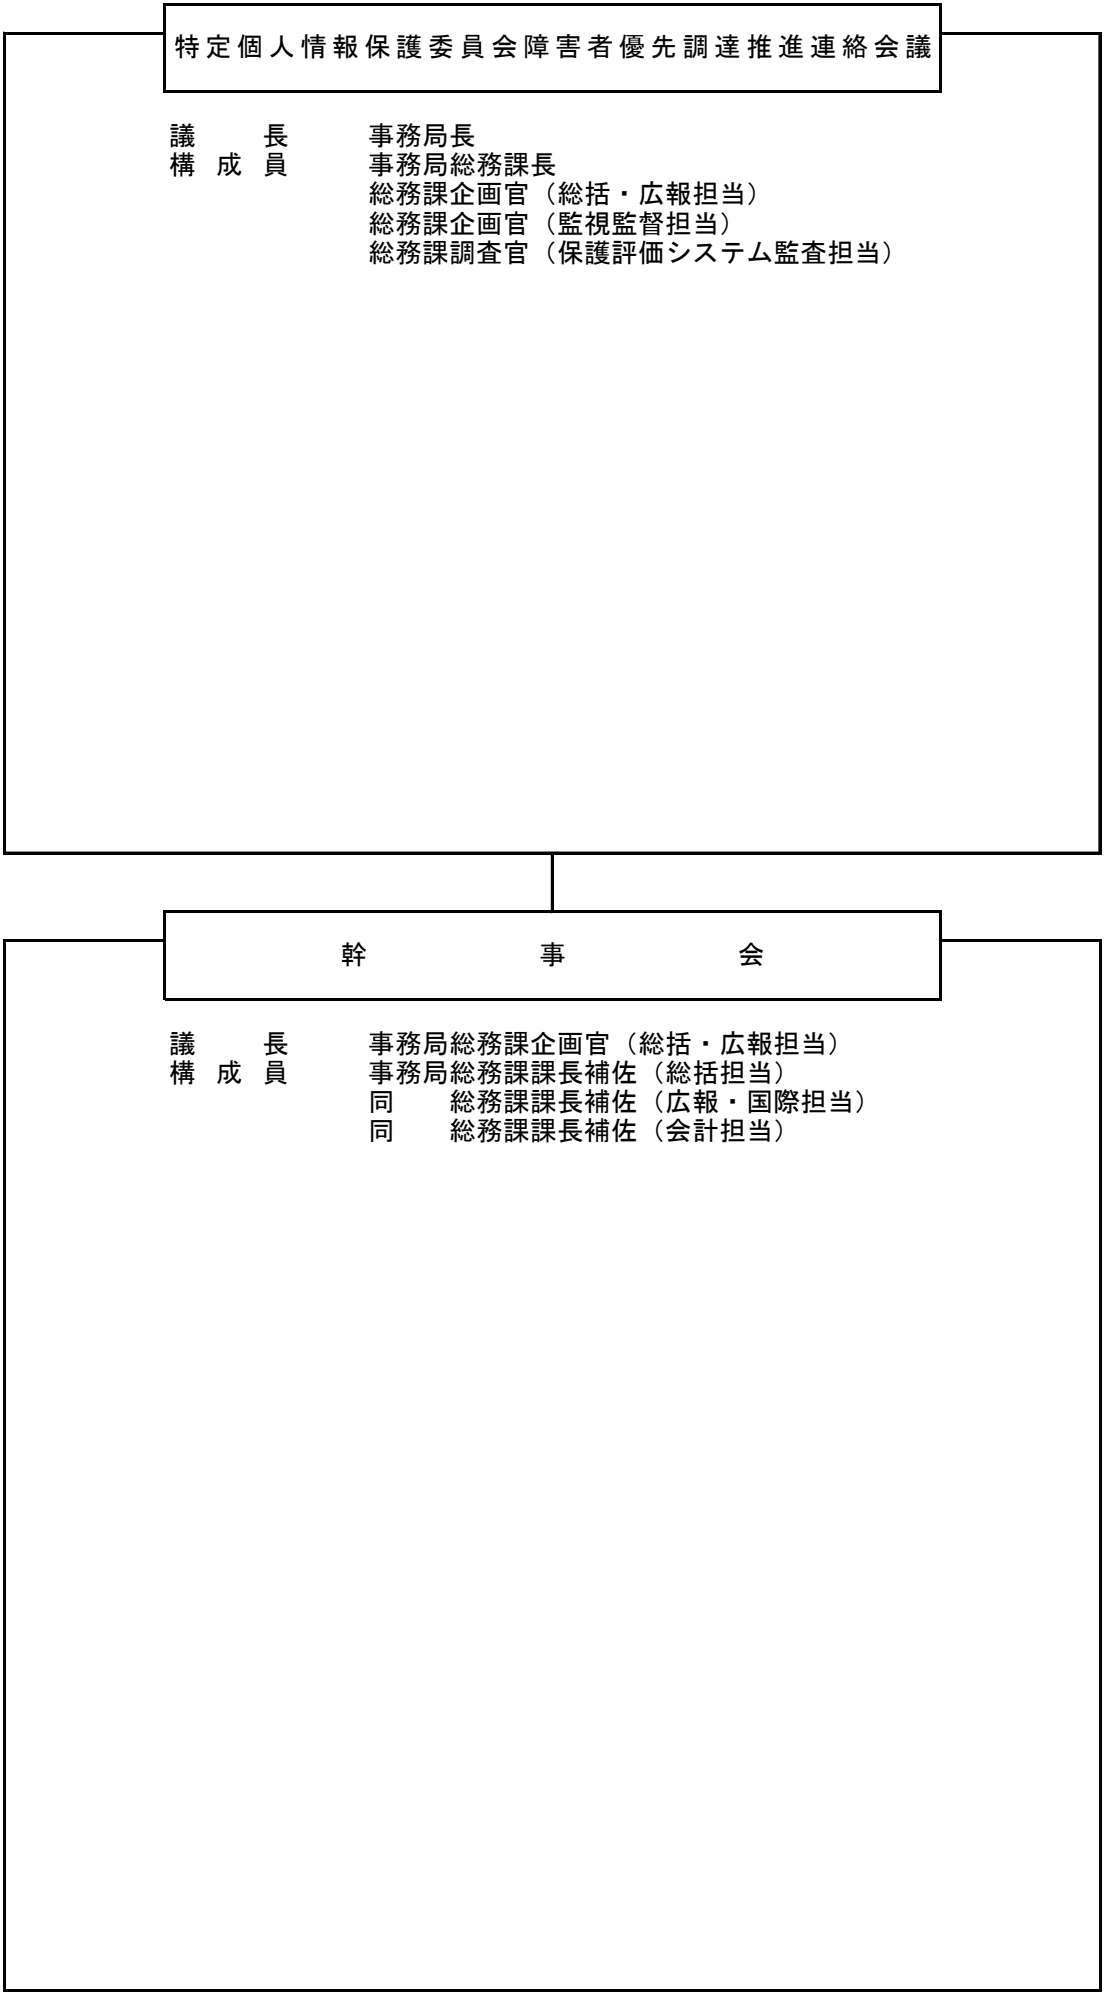 特定個人情報保護委員会障害者優先調達推進連絡会議
議　　長　　事務局長
構 成 員　　事務局総務課長
総務課企画官（総括・広報担当）
総務課企画官（監視監督担当）
総務課調査官（保護評価システム監査担当）
幹　　事　　会
議　　長　　事務局総務課企画官（総括・広報担当）
構 成 員　　事務局総務課課長補佐（総括担当）
同　　総務課課長補佐（広報・国際担当）
同　　総務課課長補佐（会計担当）